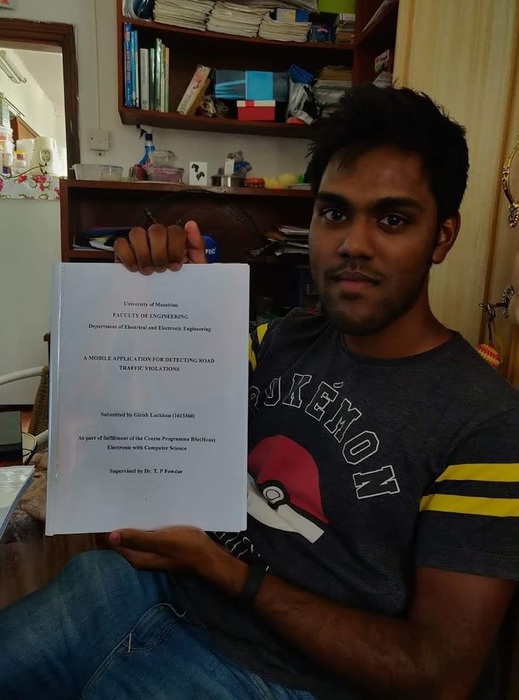 University of Mauritius
FACULTY OF ENGINEERING
Department of Electrical and Electronic Engineering
A MOBILE APPLICATION FOR DETECTING ROAD
TRAFFIC VIOLATIONS
Submitted by Girish Luckhun (1613360)
As part of fulfillment of the Course Programme BSc(Hons)
Electronic with Computer Science
Supervised by Dr. T. P Fowdur
POKÉMON